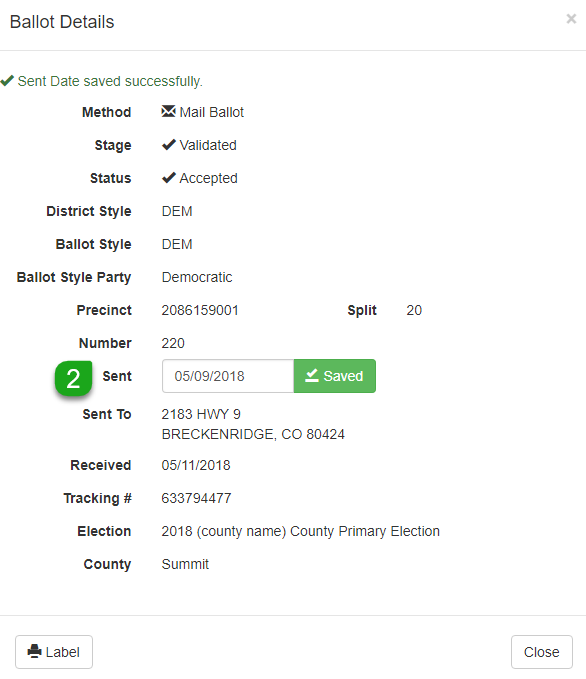 Ballot Details ×
Sent Date saved successfully.
Method Mail Ballot
Stage Validated
Status Accepted
District Style DEM
Ballot Style DEM
Ballot Style Party Democratic
Precinct 2086159001 Split 20
Number 220
2 Sent 05/09/2018 Saved
Sent To 2183 HWY 9
BRECKENRIDGE, CO 80424
Received 05/11/2018
Tracking # 633794477
Election 2018 (county name) County Primary Election
County Summit
Label Close